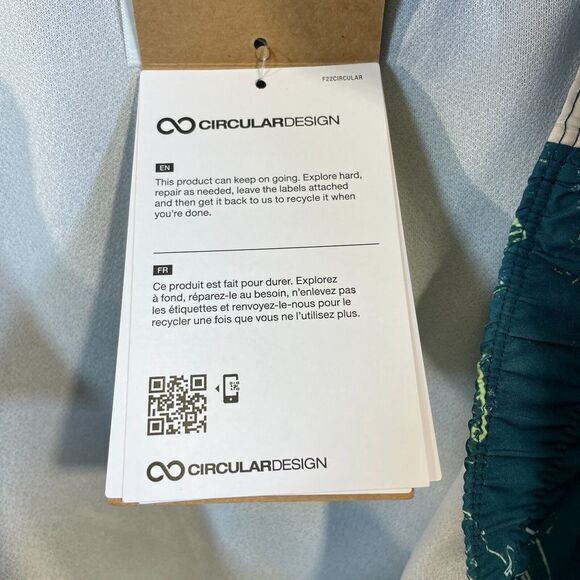 F22CIRCULAR
CIRCULARDESIGN
EN
This product can keep on going. Explore hard,
repair as needed, leave the labels attached
and then get it back to us to recycle it when
you're done.
FR
Ce produit est fait pour durer. Explorez
à fond, réparez-le au besoin, n'enlevez pas
les étiquettes et renvoyez-le-nous pour le
recycler une fois que vous ne l'utilisez plus.
CIRCULARDESIGN